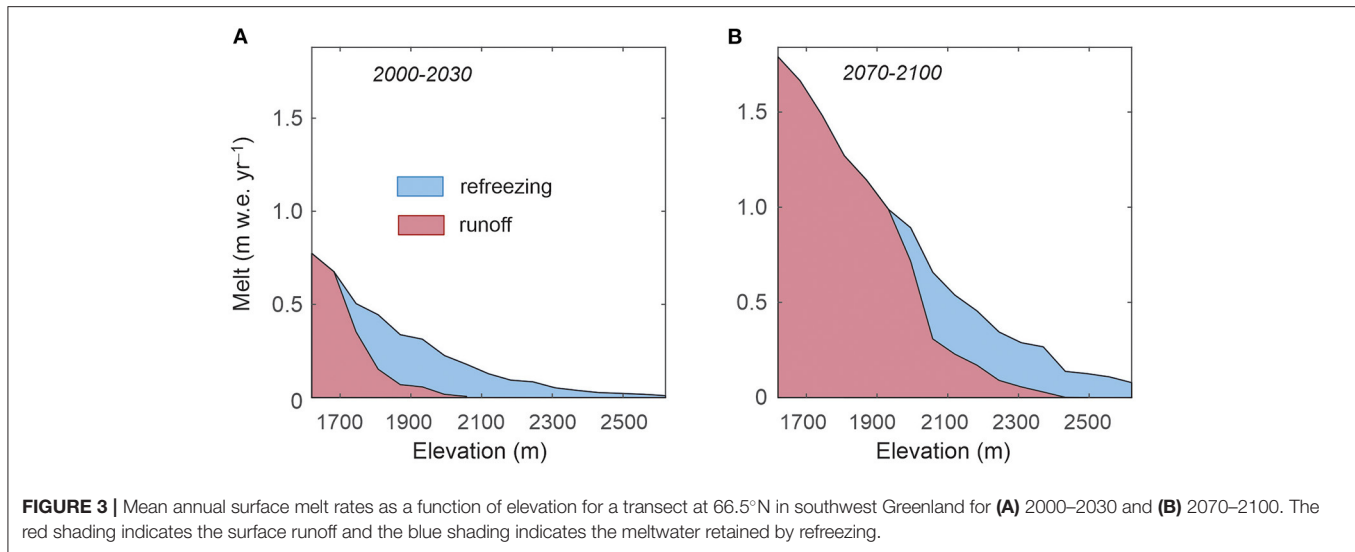 A
2000-2030
1.5
1.0
0.5
0
Melt (m w.e. yr⁻¹)
refreezing
runoff
1700 1900 2100 2300 2500
Elevation (m)
B
2070-2100
1.5
1.0
0.5
0
1700 1900 2100 2300 2500
Elevation (m)
FIGURE 3 | Mean annual surface melt rates as a function of elevation for a transect at 66.5°N in southwest Greenland for (A) 2000–2030 and (B) 2070–2100. The
red shading indicates the surface runoff and the blue shading indicates the meltwater retained by refreezing.